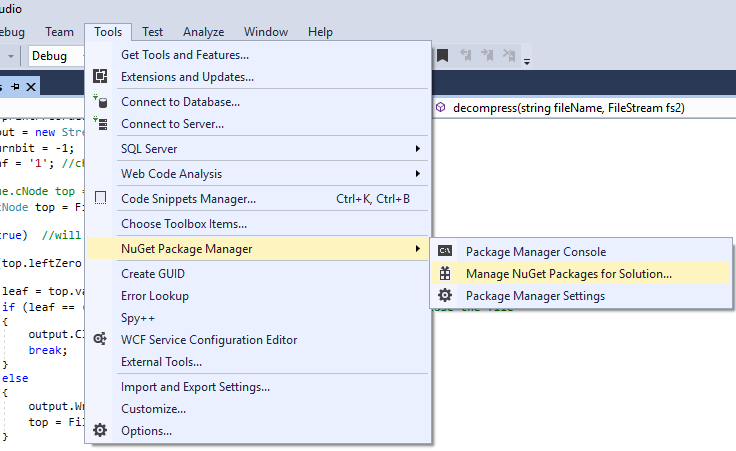 udio
ebug Team Tools Test Analyze Window Help
Debug
Get Tools and Features...
Extensions and Updates...
Connect to Database...
Connect to Server...
SQL Server
Web Code Analysis
Code Snippets Manager... Ctrl+K, Ctrl+B
Choose Toolbox Items...
NuGet Package Manager
Create GUID
Error Lookup
Spy++
WCF Service Configuration Editor
External Tools...
Import and Export Settings...
Customize...
Options...
C:\
Package Manager Console
Manage NuGet Packages for Solution...
Package Manager Settings
decompress(string fileName, FileStream fs2)
s
out = new Stre
urnbit = -1;
af = '1'; //ch
ue.cNode top =
cNode top = Fi
true) //will
(top.leftZero
leaf = top.va
if (leaf ==
{
output.Cl
break;
}
else
{
output.Wr
top = Fil
}
the file